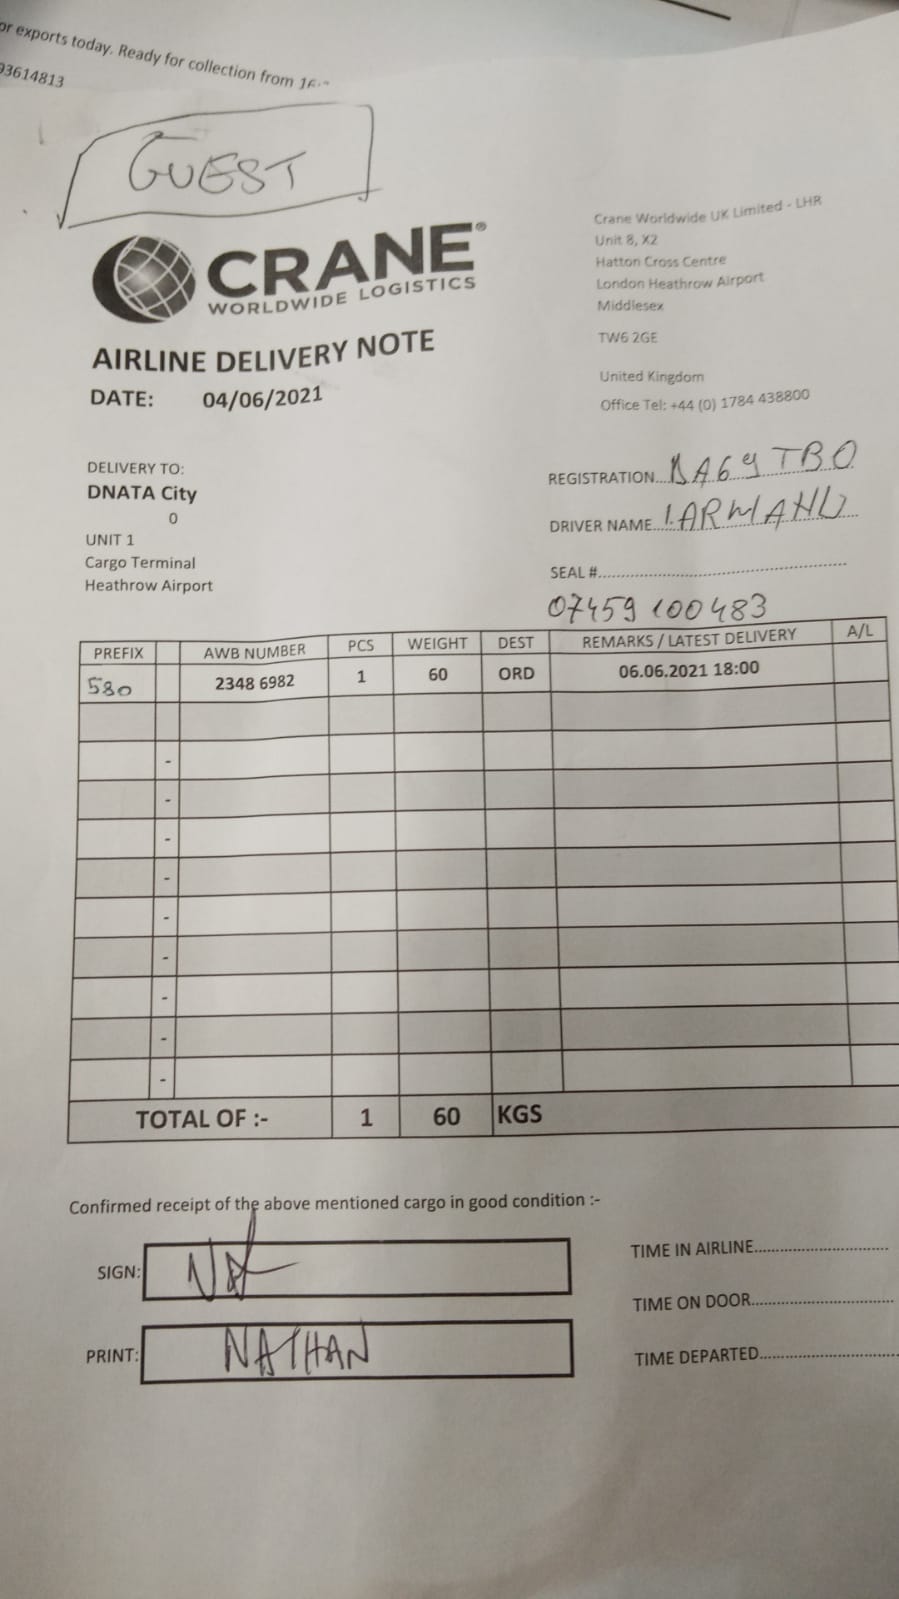 or exports today. Ready for collection from
93614813
GUEST
CRANE®
WORLDWIDE LOGISTICS
Crane Worldwide UK Limited - LHR
Unit 8, X2
Hatton Cross Centre
London Heathrow Airport
Middlesex
TW6 2GE
United Kingdom
Office Tel: +44 (0) 1784 438800
AIRLINE DELIVERY NOTE
DATE: 04/06/2021
DELIVERY TO:
DNATA City
0
UNIT 1
Cargo Terminal
Heathrow Airport
REGISTRATION
DRIVER NAME
SEAL #
07459 100483
PREFIX AWB NUMBER PCS WEIGHT DEST REMARKS / LATEST DELIVERY A/L
580 2348 6982 1 60 ORD 06.06.2021 18:00
-
-
-
-
-
-
-
-
-
TOTAL OF :- 1 60 KGS
Confirmed receipt of the above mentioned cargo in good condition :-
SIGN:
PRINT: NATHAN
TIME IN AIRLINE
TIME ON DOOR
TIME DEPARTED